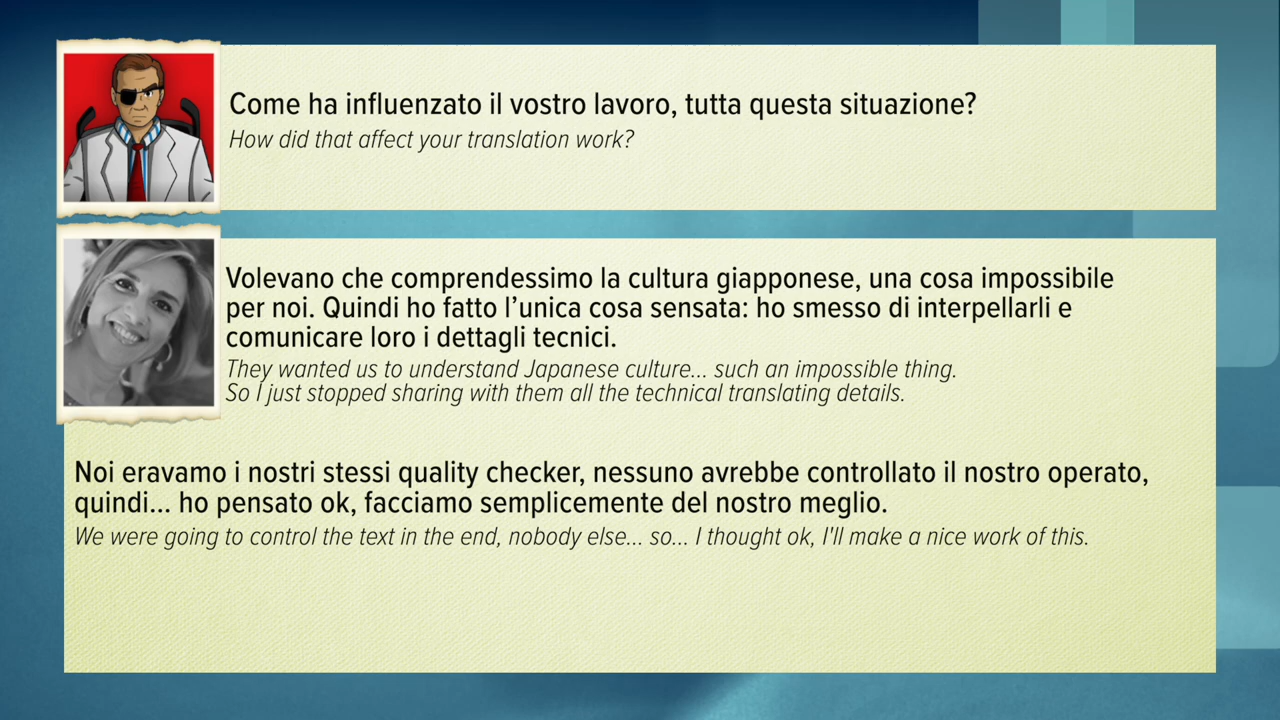 Come ha influenzato il vostro lavoro, tutta questa situazione?
How did that affect your translation work?
Volevano che comprendessimo la cultura giapponese, una cosa impossibile
per noi. Quindi ho fatto l’unica cosa sensata: ho smesso di interpellarli e
comunicare loro i dettagli tecnici.
They wanted us to understand Japanese culture... such an impossible thing.
So I just stopped sharing with them all the technical translating details.
Noi eravamo i nostri stessi quality checker, nessuno avrebbe controllato il nostro operato,
quindi... ho pensato ok, facciamo semplicemente del nostro meglio.
We were going to control the text in the end, nobody else... so... I thought ok, I'll make a nice work of this.